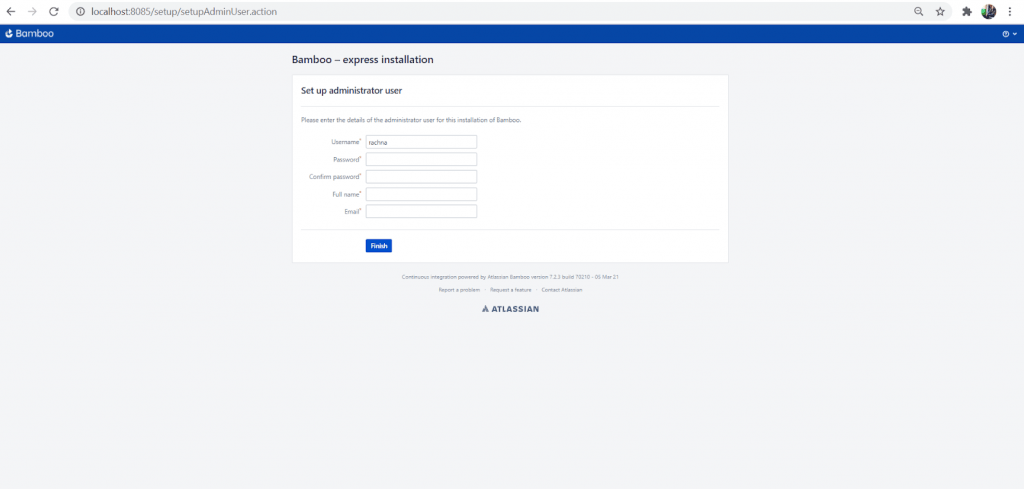 localhost:8085/setup/setupAdminUser.action
Bamboo
Bamboo – express installation
Set up administrator user
Please enter the details of the administrator user for this installation of Bamboo.
Username* rachna
Password*
Confirm password*
Full name*
Email*
Finish
Continuous integration powered by Atlassian Bamboo version 7.2.3 build 70210 - 05 Mar 21
Report a problem · Request a feature · Contact Atlassian
ATLASSIAN